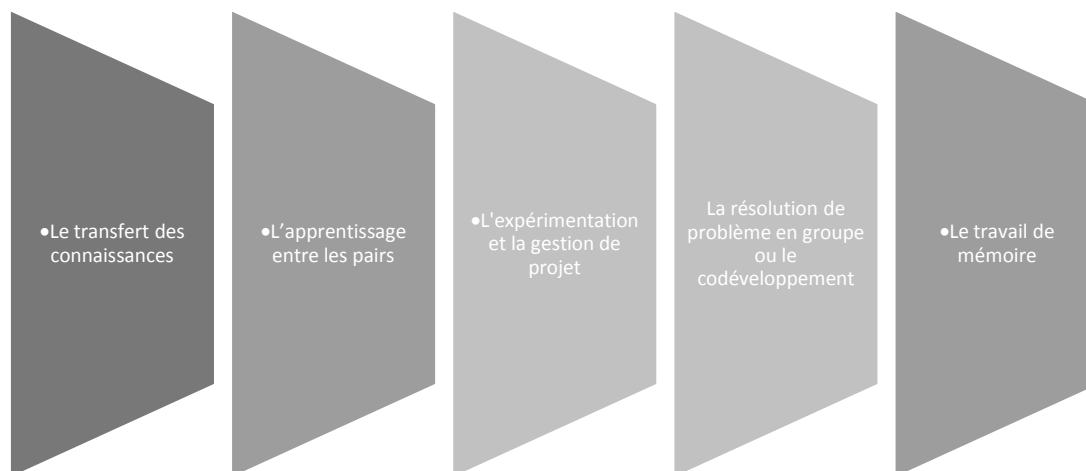 •Le transfert des
connaissances
•L’apprentissage
entre les pairs
•L'expérimentation
et la gestion de
projet
La résolution de
problème en groupe
ou le
codéveloppement
•Le travail de
mémoire